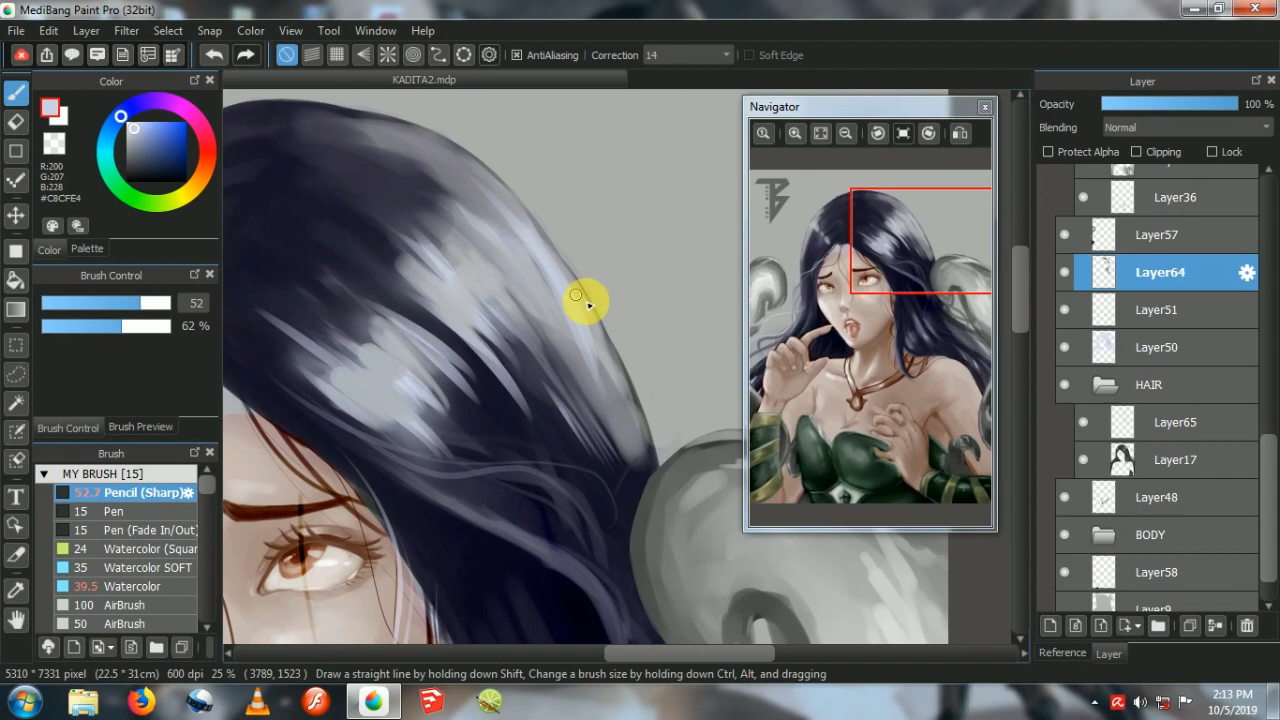 MediBang Paint Pro (32bit)
File Edit Layer Filter Select Snap Color View Tool Window Help
AntiAliasing Correction 14 Soft Edge
Color
KADITA2.mdp
R:200
G:207
B:228
#C8CFE4
Color Palette
Brush Control
52
62 %
Brush Control Brush Preview
Brush
MY BRUSH [15]
52.7 Pencil (Sharp)
15 Pen
15 Pen (Fade In/Out)
24 Watercolor (Squar
35 Watercolor SOFT
39.5 Watercolor
100 AirBrush
50 AirBrush
Navigator
Layer
Opacity 100 %
Blending Normal
Protect Alpha Clipping Lock
Layer36
Layer57
Layer64
Layer51
Layer50
HAIR
Layer65
Layer17
Layer48
BODY
Layer58
Layer9
Reference Layer
5310 * 7331 pixel (22.5 * 31cm) 600 dpi 25 % (3789, 1523) Draw a straight line by holding down Shift, Change a brush size by holding down Ctrl, Alt, and dragging
2:13 PM
10/5/2019